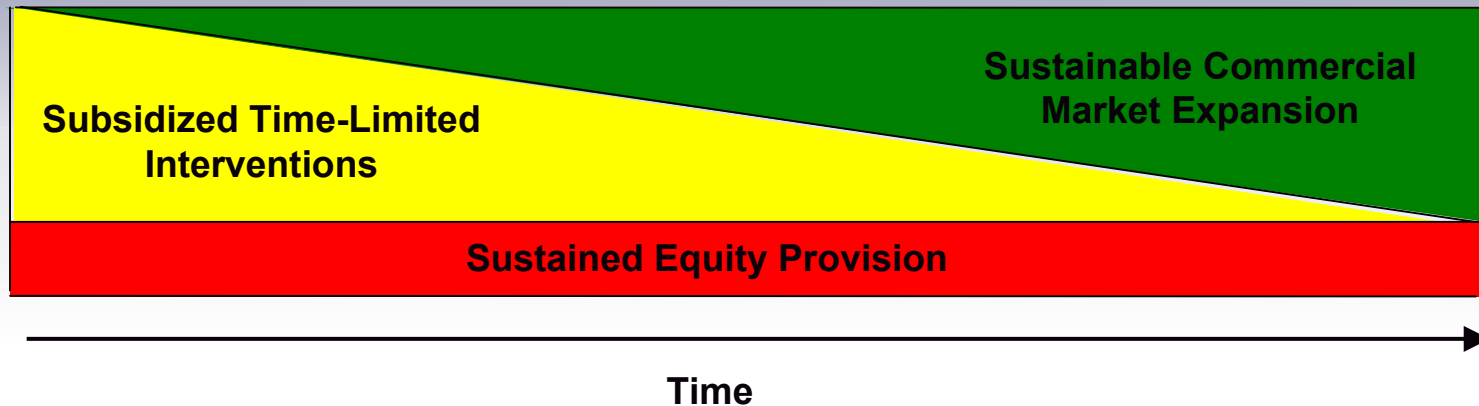 Sustainable Commercial
Market Expansion
Subsidized Time-Limited
Interventions
Sustained Equity Provision
Time